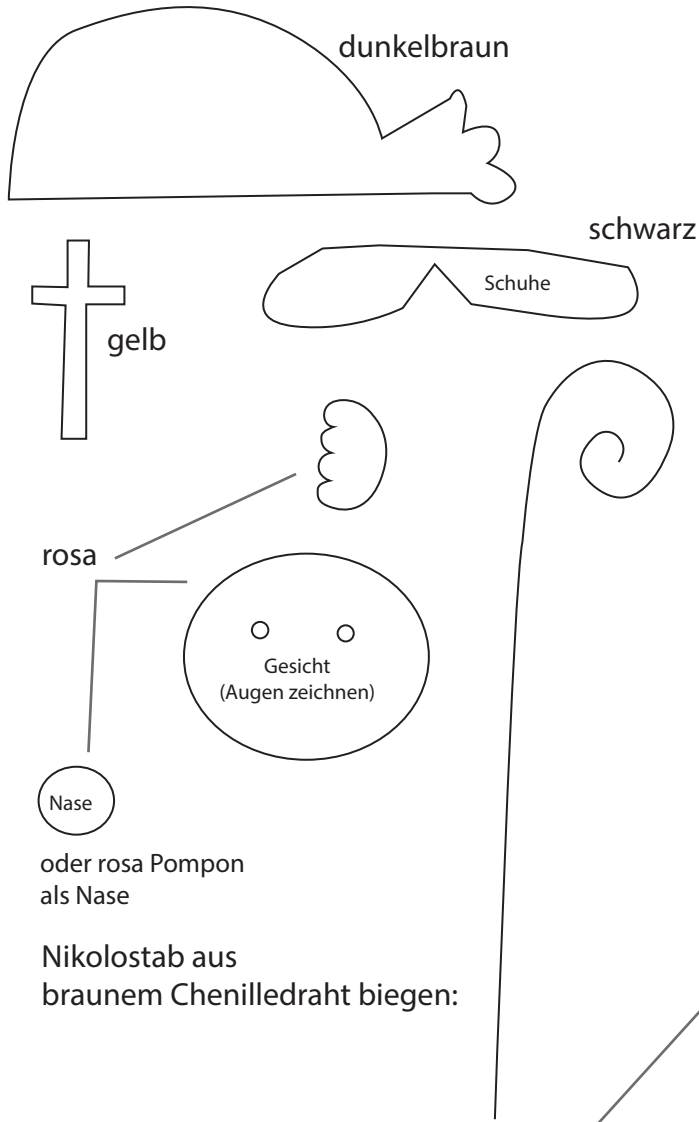 dunkelbraun
schwarz
Schuhe
gelb
rosa
Gesicht
(Augen zeichnen)
Nase
oder rosa Pompon
als Nase
Nikolostab aus
braunem Chenilledraht biegen: